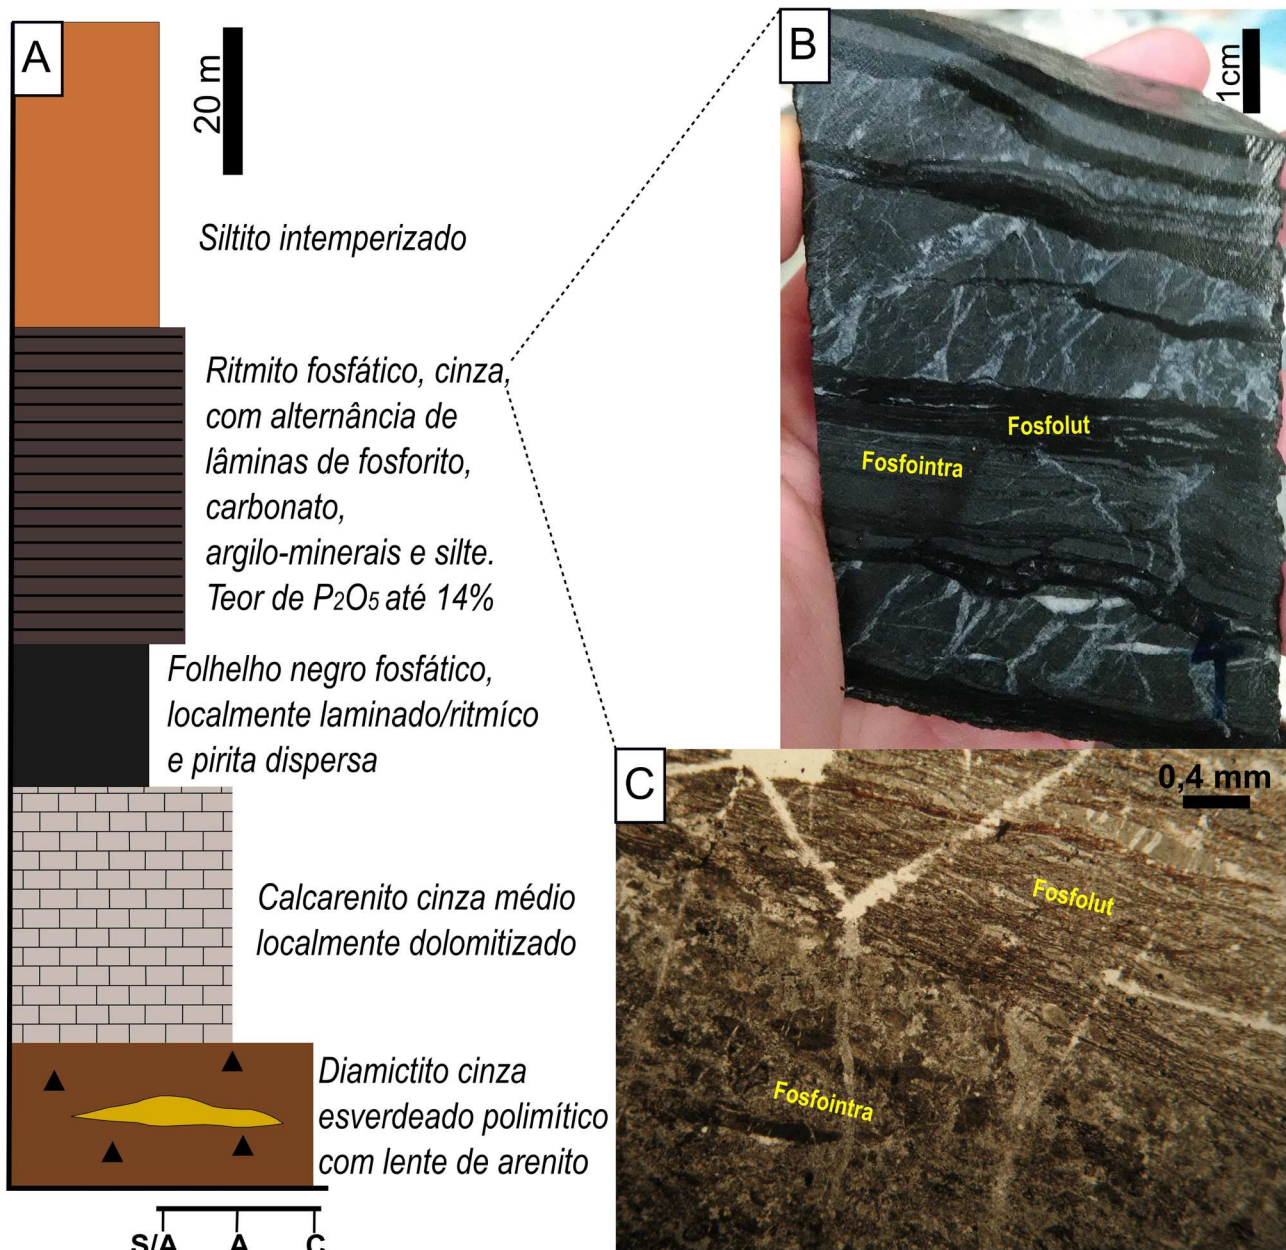 A
20 m
Siltito intemperizado
Ritmito fosfático, cinza,
com alternância de
lâminas de fosforito,
carbonato,
argilo-minerais e silte.
Teor de P2O5 até 14%
Folhelho negro fosfático,
localmente laminado/ritmíco
e pirita dispersa
Calcarenito cinza médio
localmente dolomitizado
Diamictito cinza
esverdeado polimítico
com lente de arenito
S/A A C
B
1cm
Fosfolut
Fosfointra
C
0,4 mm
Fosfolut
Fosfointra